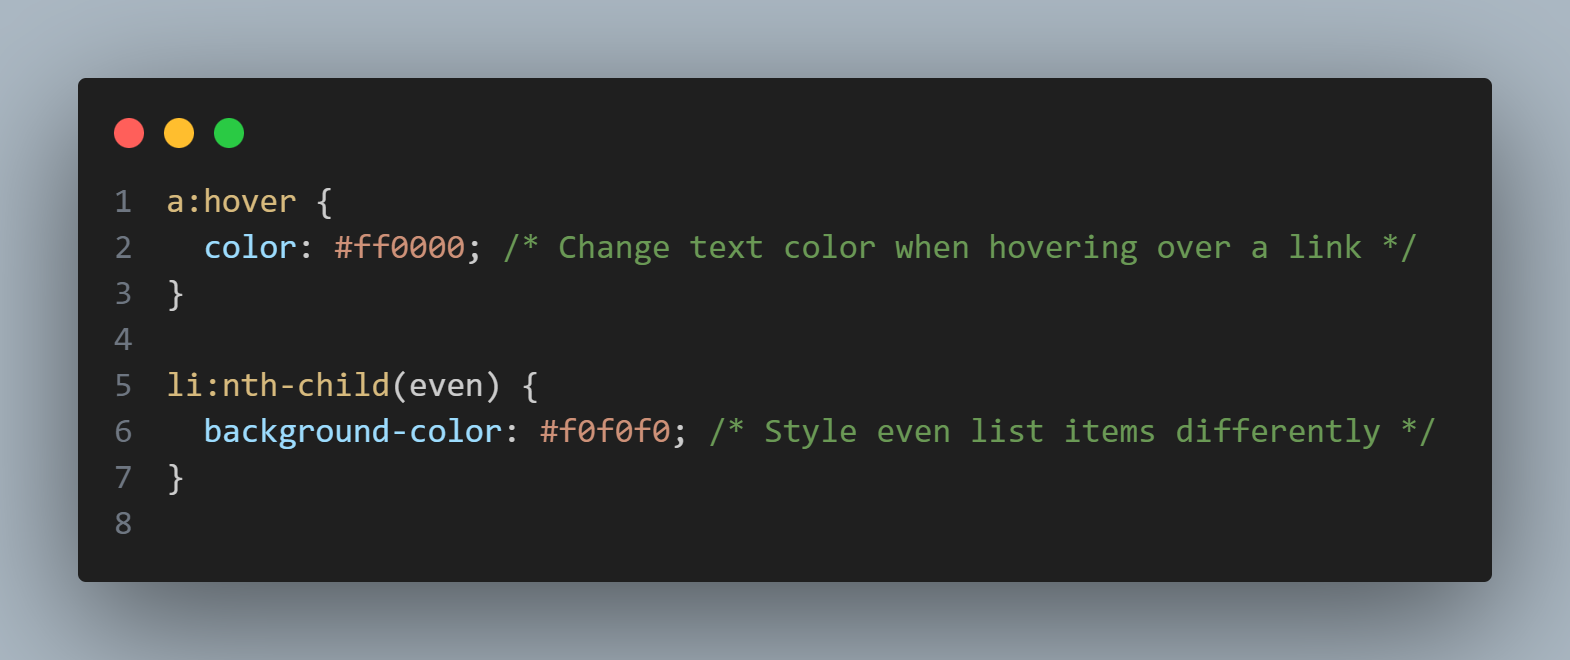 1 a:hover {
2   color: #ff0000; /* Change text color when hovering over a link */
3 }
4
5 li:nth-child(even) {
6   background-color: #f0f0f0; /* Style even list items differently */
7 }
8